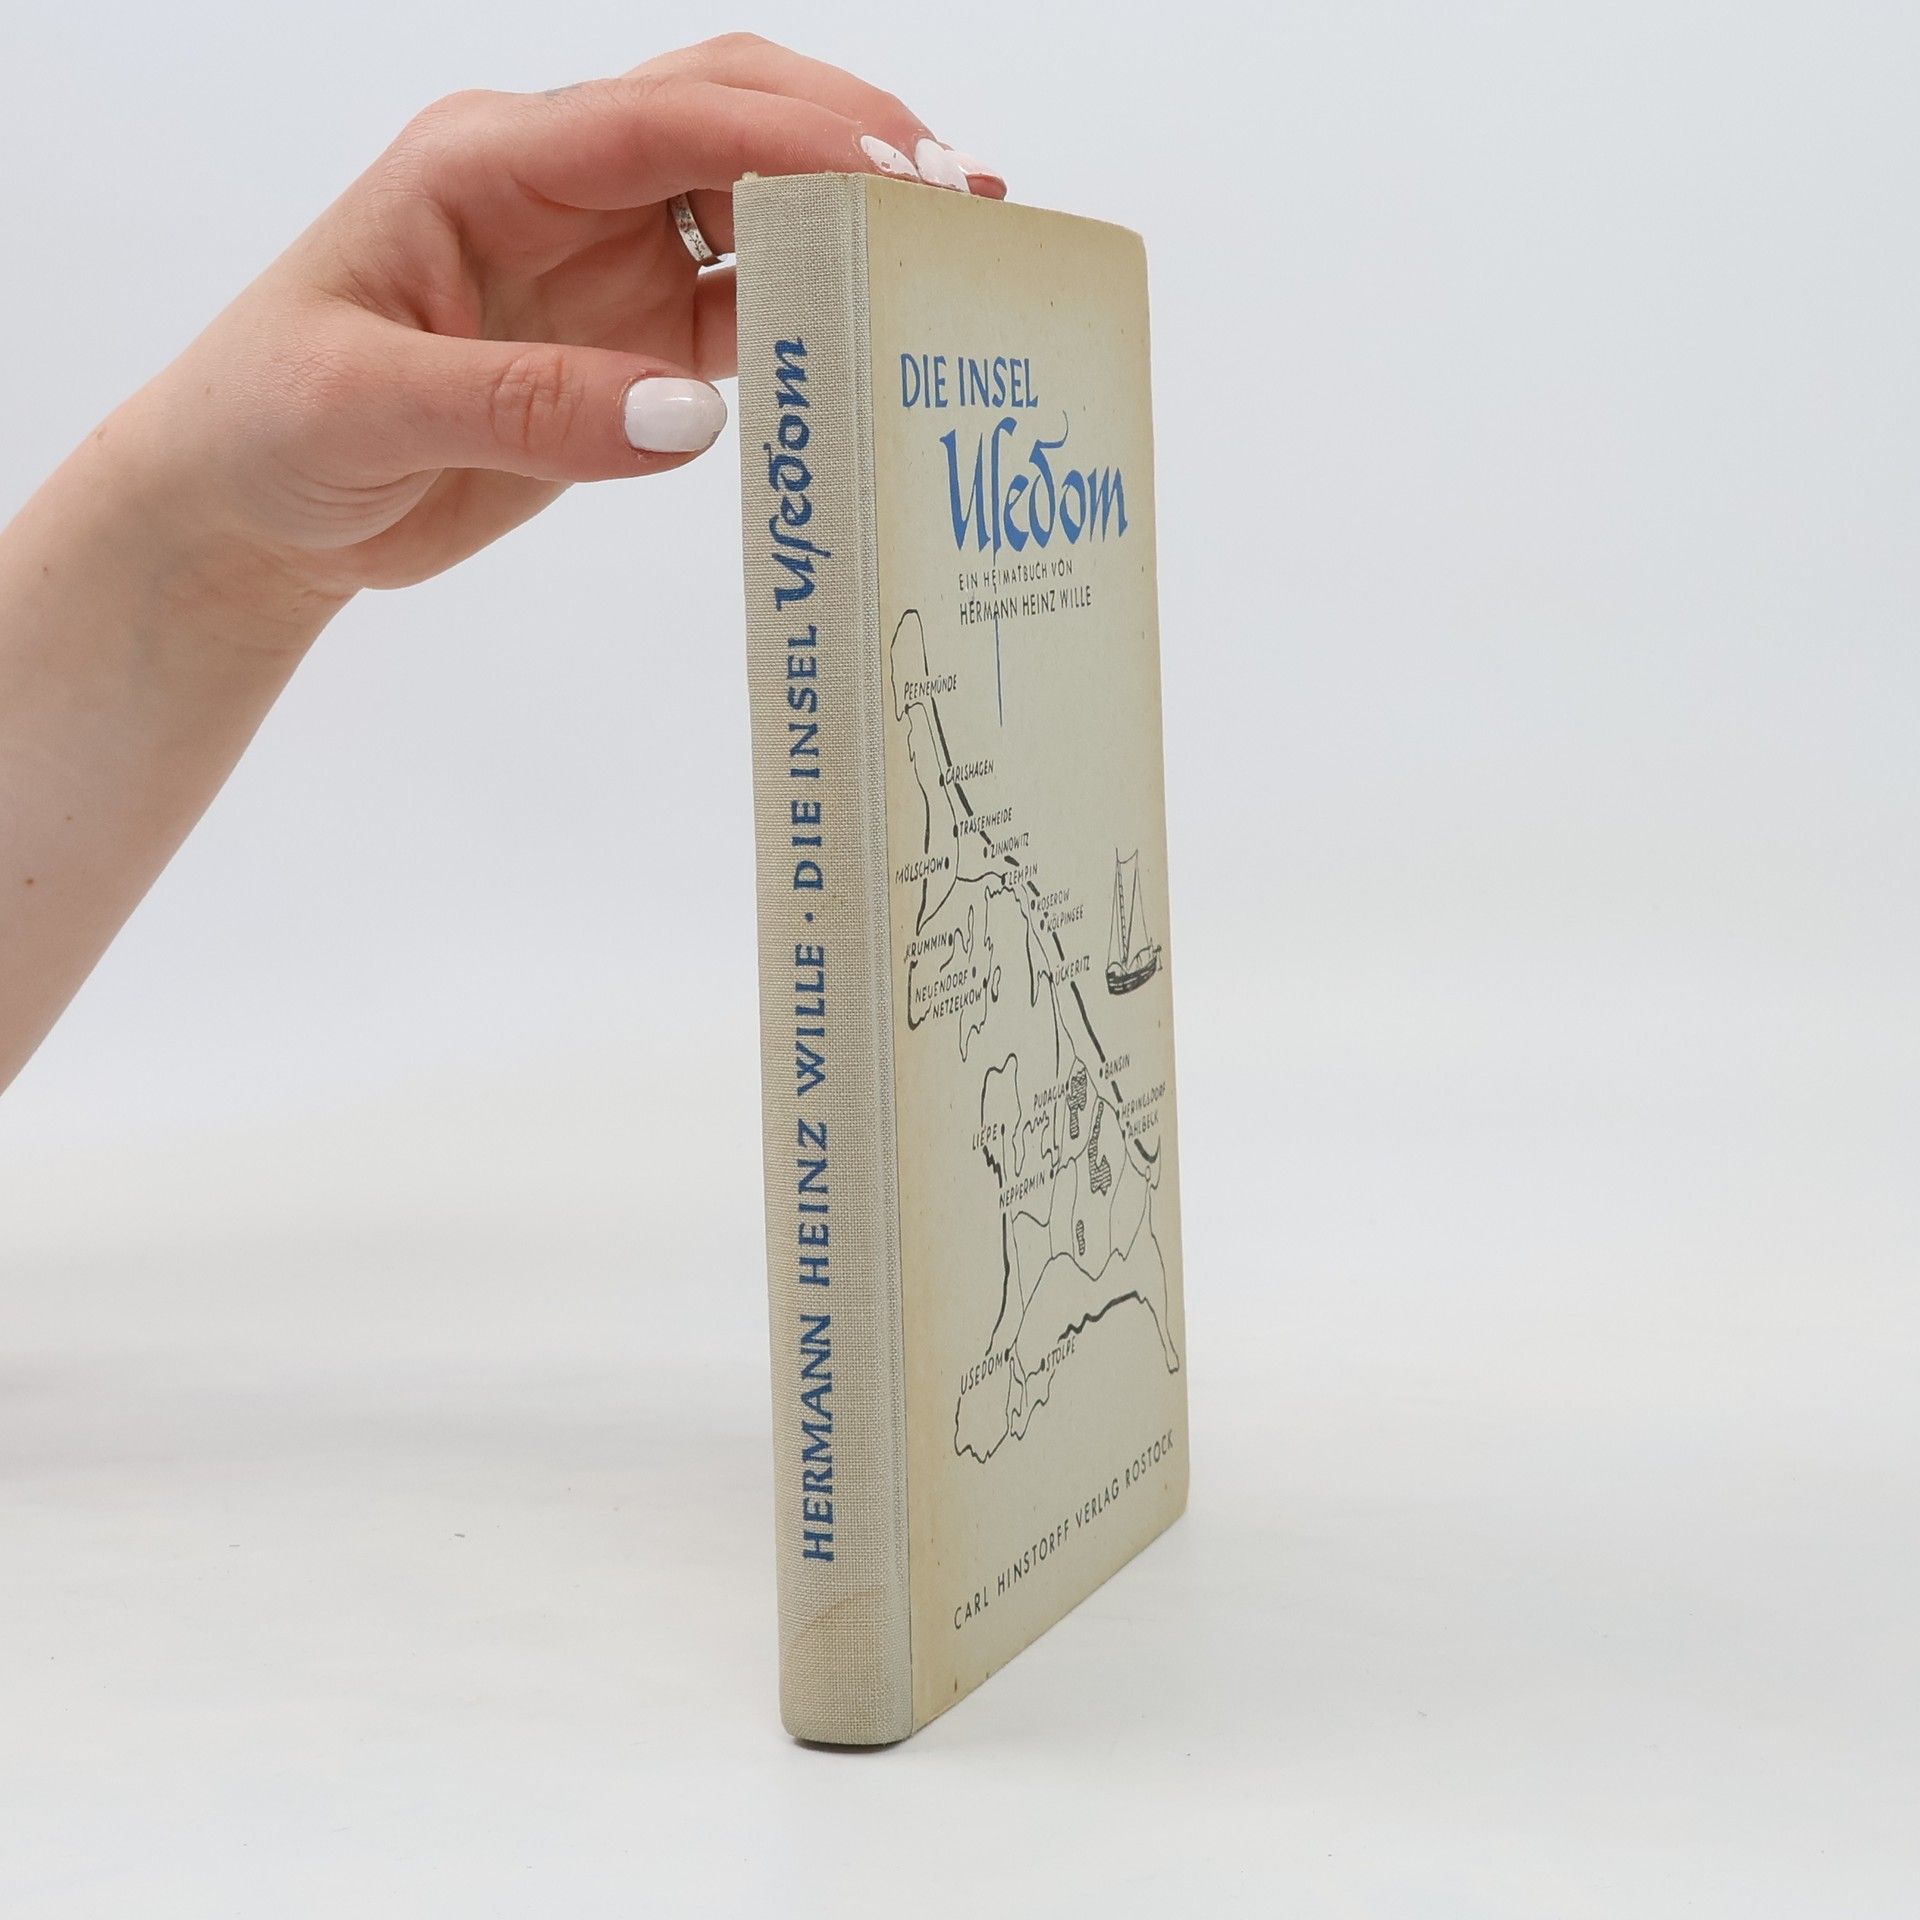 HERMANN HEINZ WILLE · DIE INSEL Usedom
DIE INSEL
Usedom
EIN HEIMATBUCH VON
HERMANN HEINZ WILLE
PEENEMÜNDE
CARLSHAGEN
TRASSENHEIDE
ZINNOWITZ
MÖLSCHOW
ZEMPIN
KOSEROW
KÖLPINSEE
KRUMMIN
ÜCKERITZ
NEUENDORF
NETZELKOW
BANSIN
PUDAGLA
HERINGSDORF
AHLBECK
LIEPE
NEPPERMIN
USEDOM
STOLPE
CARL HINSTORFF VERLAG ROSTOCK